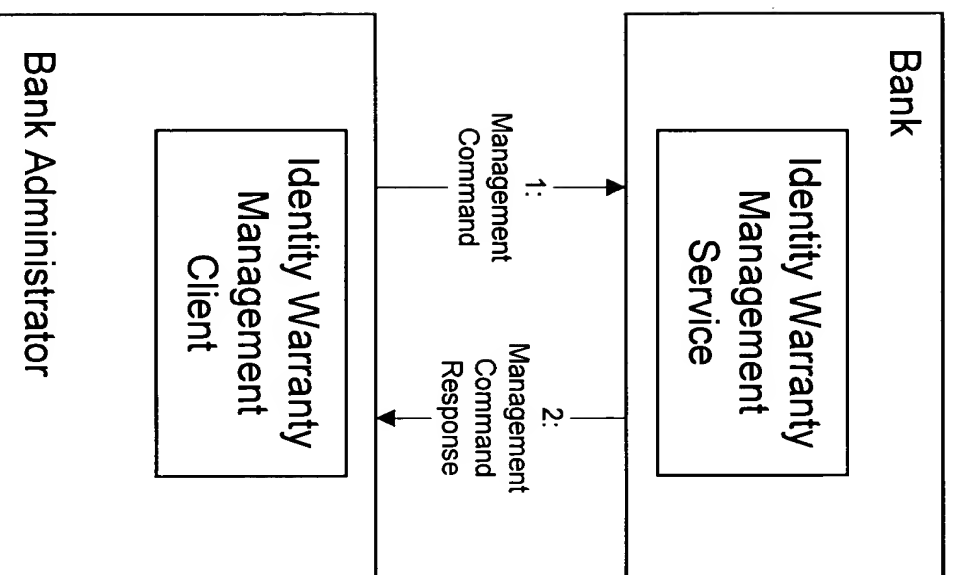 Bank
Identity Warranty
Management
Service
1:
Management
Command
2:
Management
Command
Response
Identity Warranty
Management
Client
Bank Administrator